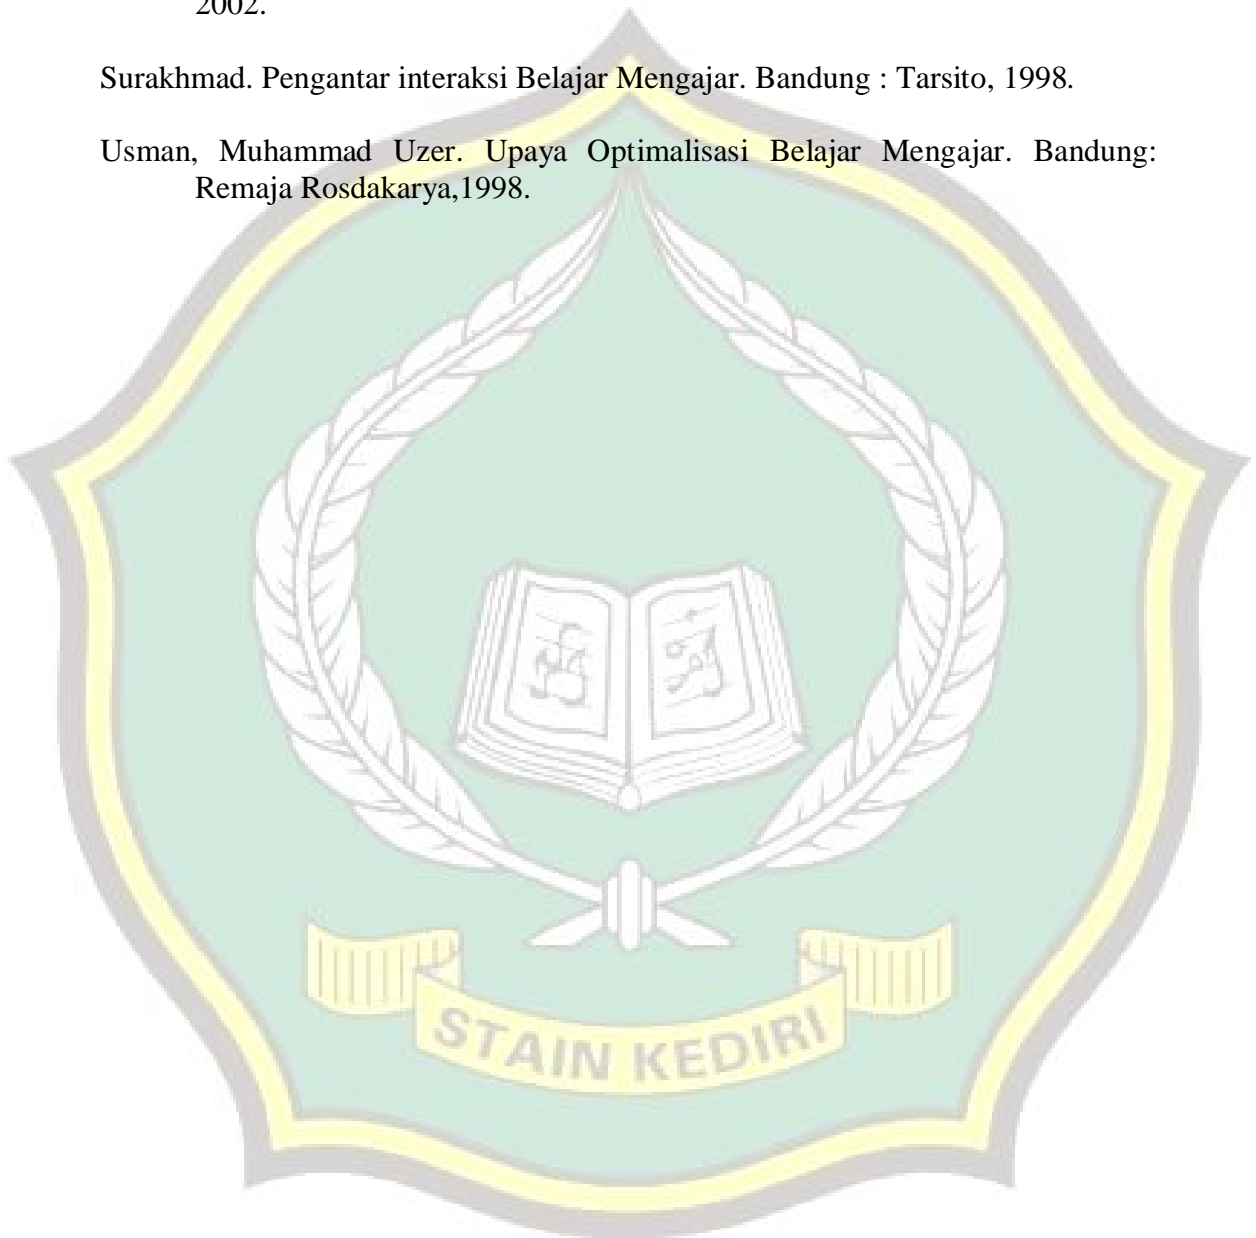 2002.
Surakhmad. Pengantar interaksi Belajar Mengajar. Bandung : Tarsito, 1998.
Usman, Muhammad Uzer. Upaya Optimalisasi Belajar Mengajar. Bandung:
Remaja Rosdakarya,1998.
STAIN KEDIRI